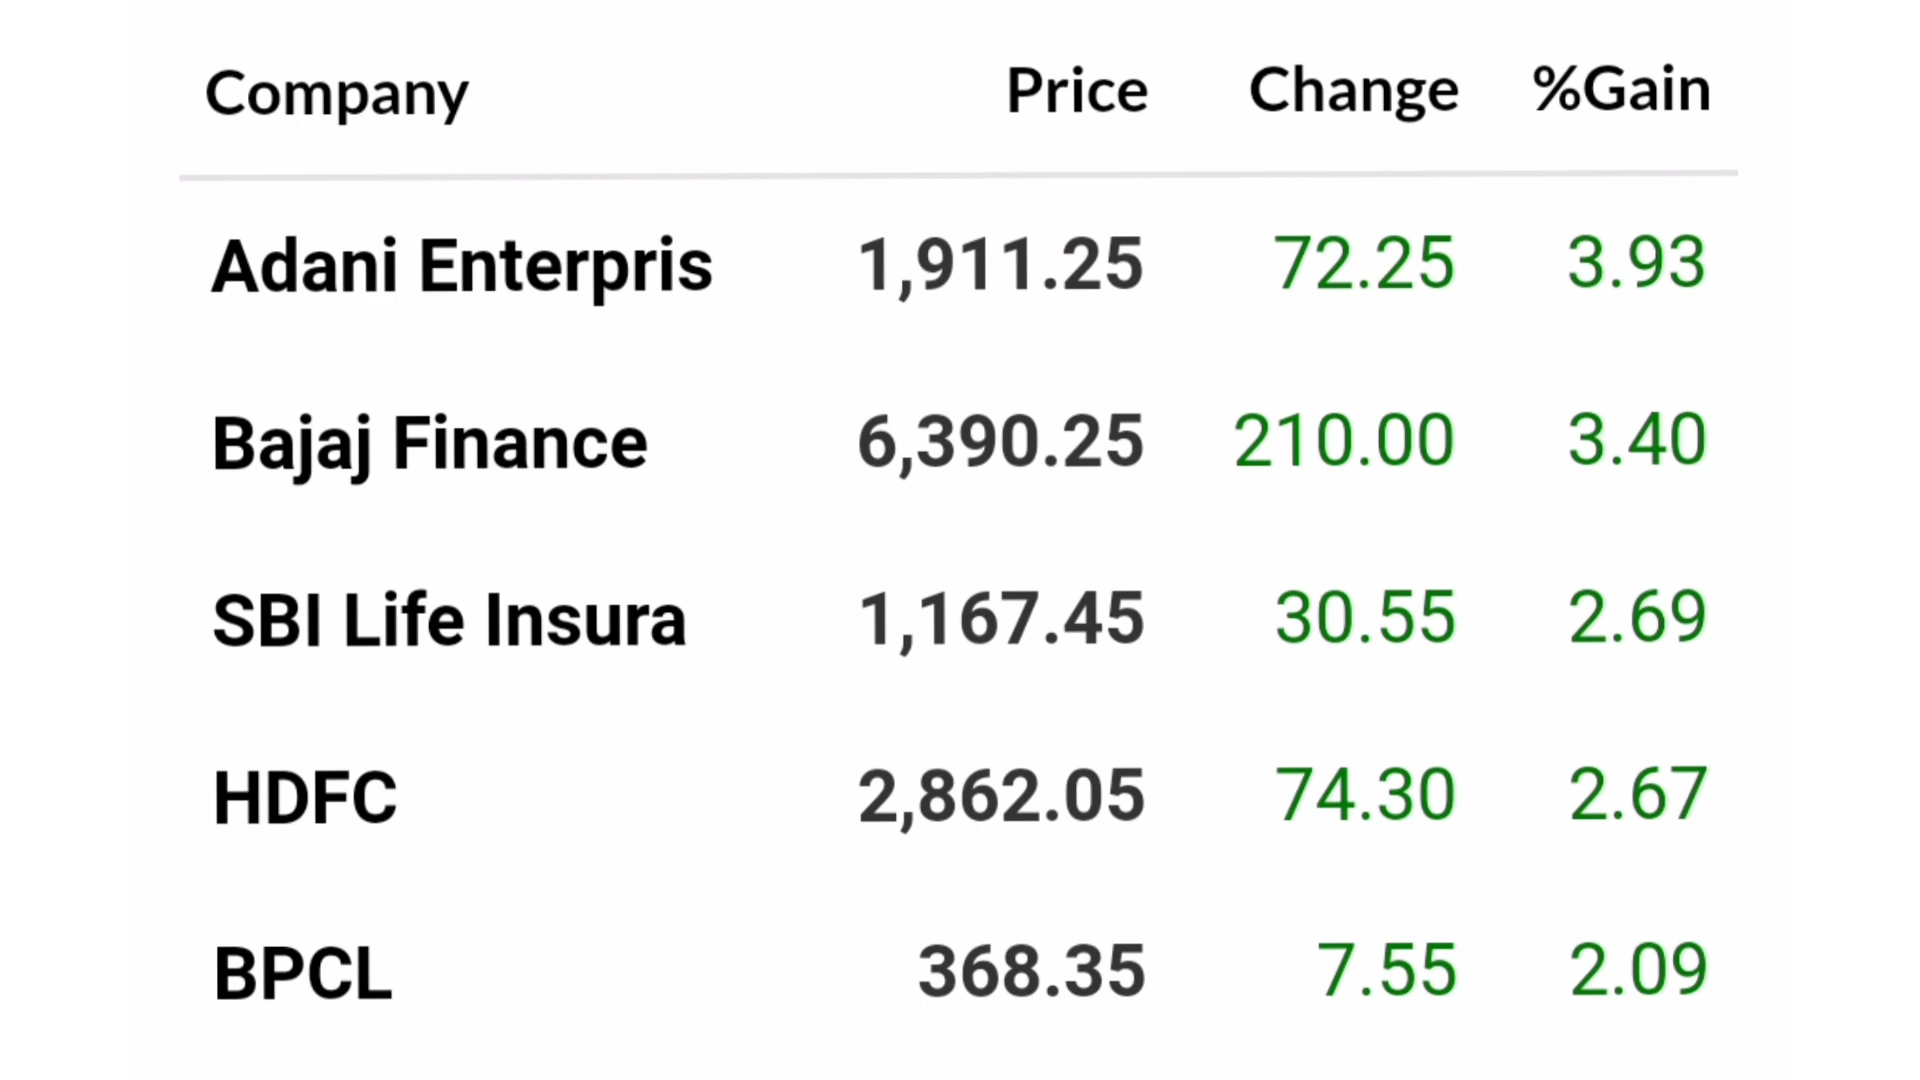 Company Price Change %Gain
Adani Enterpris 1,911.25 72.25 3.93
Bajaj Finance 6,390.25 210.00 3.40
SBI Life Insura 1,167.45 30.55 2.69
HDFC 2,862.05 74.30 2.67
BPCL 368.35 7.55 2.09